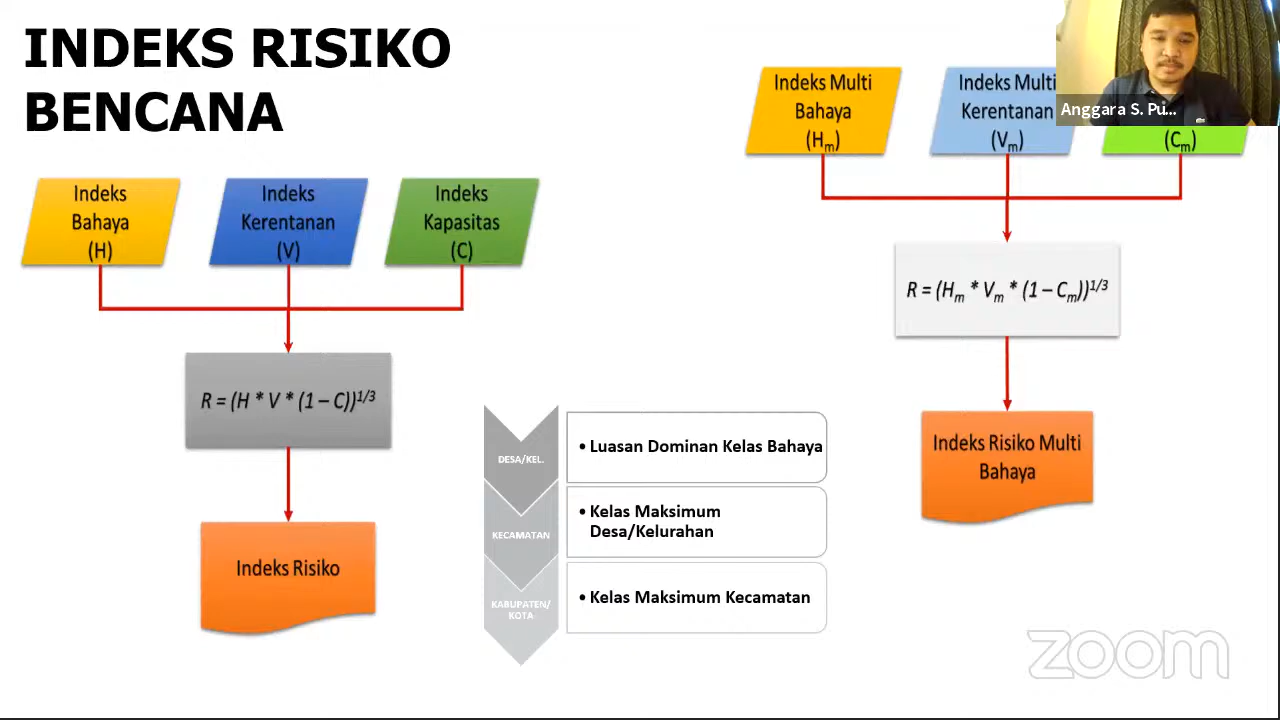 INDEKS RISIKO
BENCANA
Indeks
Bahaya
(H)
Indeks
Kerentanan
(V)
Indeks
Kapasitas
(C)
R = (H * V * (1 – C))^1/3
Indeks Risiko
DESA/KEL.
• Luasan Dominan Kelas Bahaya
KECAMATAN
• Kelas Maksimum
Desa/Kelurahan
KABUPATEN/
KOTA
• Kelas Maksimum Kecamatan
Indeks Multi
Bahaya
(Hm)
Indeks Multi
Kerentanan
(Vm)
(Cm)
R = (Hm * Vm * (1 – Cm))^1/3
Indeks Risiko Multi
Bahaya
Anggara S. Pu...
zoom